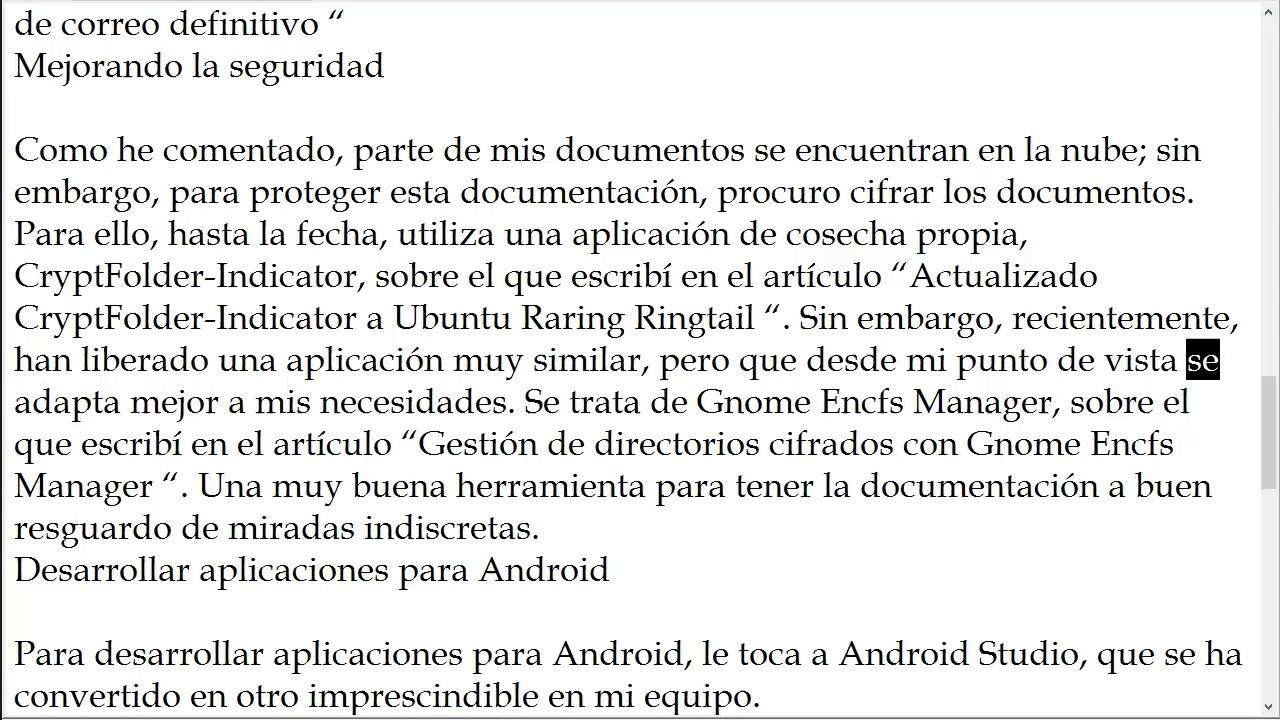 de correo definitivo “
Mejorando la seguridad
Como he comentado, parte de mis documentos se encuentran en la nube; sin
embargo, para proteger esta documentación, procuro cifrar los documentos.
Para ello, hasta la fecha, utiliza una aplicación de cosecha propia,
CryptFolder-Indicator, sobre el que escribí en el artículo “Actualizado
CryptFolder-Indicator a Ubuntu Raring Ringtail “. Sin embargo, recientemente,
han liberado una aplicación muy similar, pero que desde mi punto de vista se
adapta mejor a mis necesidades. Se trata de Gnome Encfs Manager, sobre el
que escribí en el artículo “Gestión de directorios cifrados con Gnome Encfs
Manager “. Una muy buena herramienta para tener la documentación a buen
resguardo de miradas indiscretas.
Desarrollar aplicaciones para Android
Para desarrollar aplicaciones para Android, le toca a Android Studio, que se ha
convertido en otro imprescindible en mi equipo.